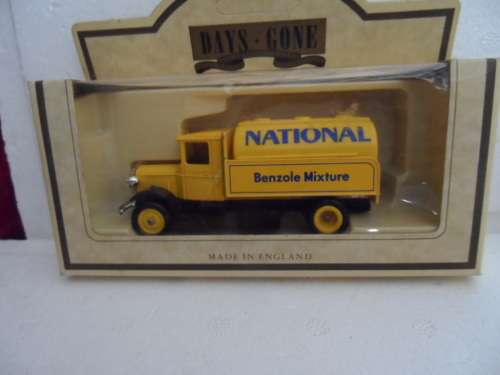 DAYS · GONE
NATIONAL
Benzole Mixture
MADE IN ENGLAND